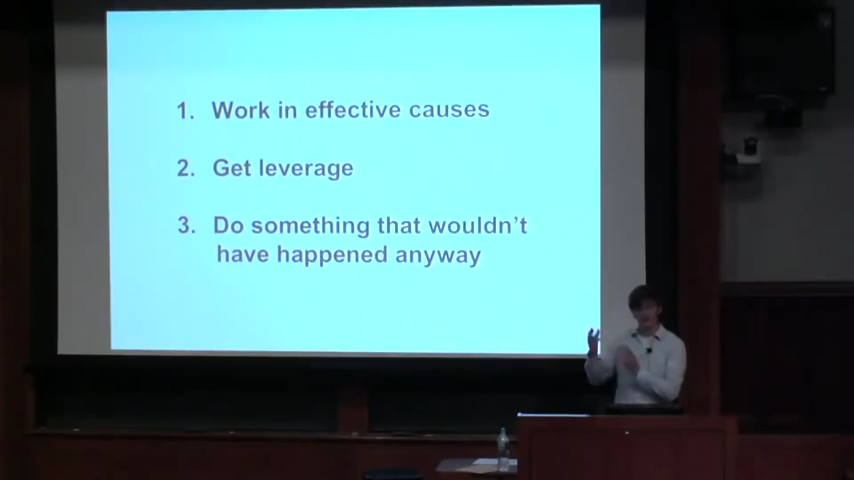 1. Work in effective causes
2. Get leverage
3. Do something that wouldn't
have happened anyway